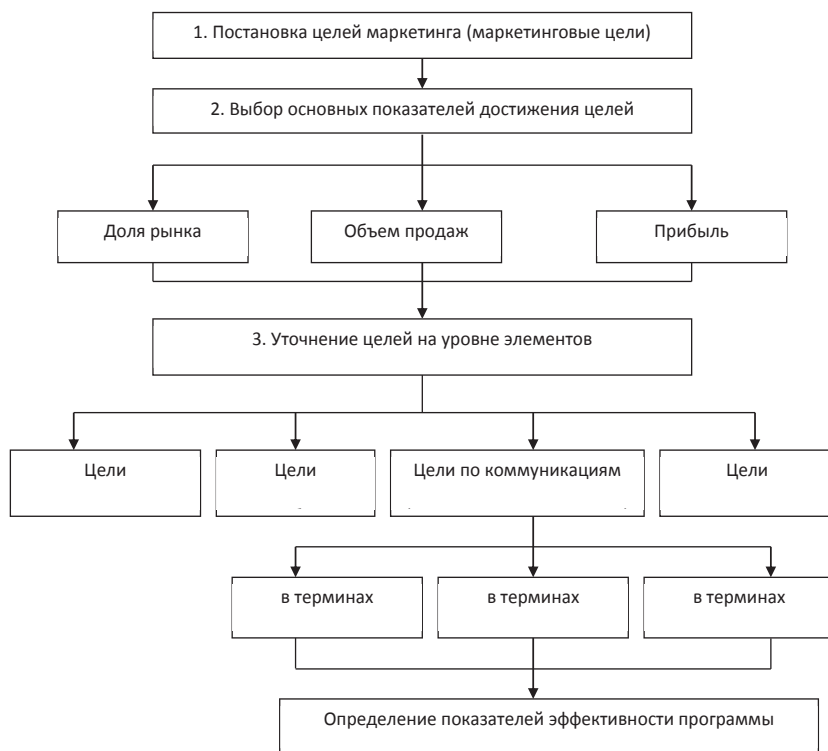 1. Постановка целей маркетинга (маркетинговые цели)
2. Выбор основных показателей достижения целей
Доля рынка
Объем продаж
Прибыль
3. Уточнение целей на уровне элементов
Цели
Цели
Цели по коммуникациям
Цели
в терминах
в терминах
в терминах
Определение показателей эффективности программы